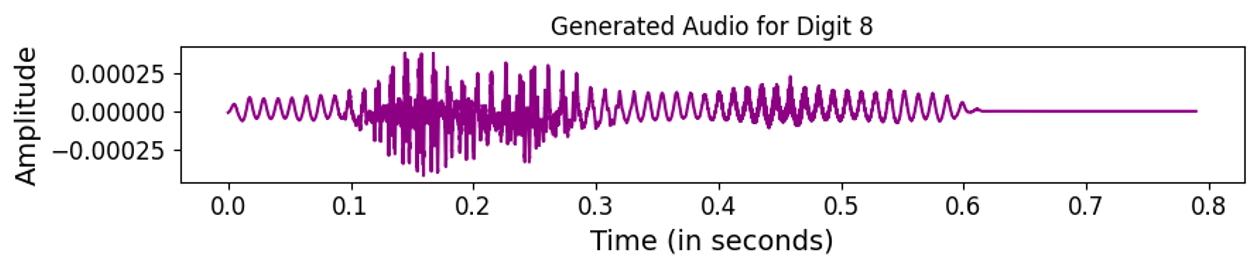 Generated Audio for Digit 8
Amplitude
0.00025
0.00000
−0.00025
0.0 0.1 0.2 0.3 0.4 0.5 0.6 0.7 0.8
Time (in seconds)